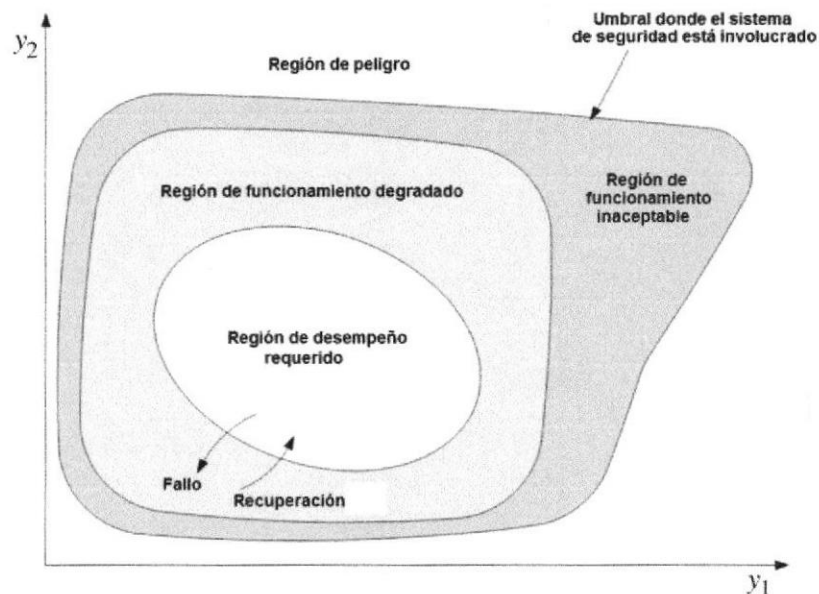 Umbral donde el sistema
de seguridad está involucrado
y2
Región de peligro
Región de funcionamiento degradado
Región de
funcionamiento
inaceptable
Región de desempeño
requerido
Fallo
Recuperación
y1